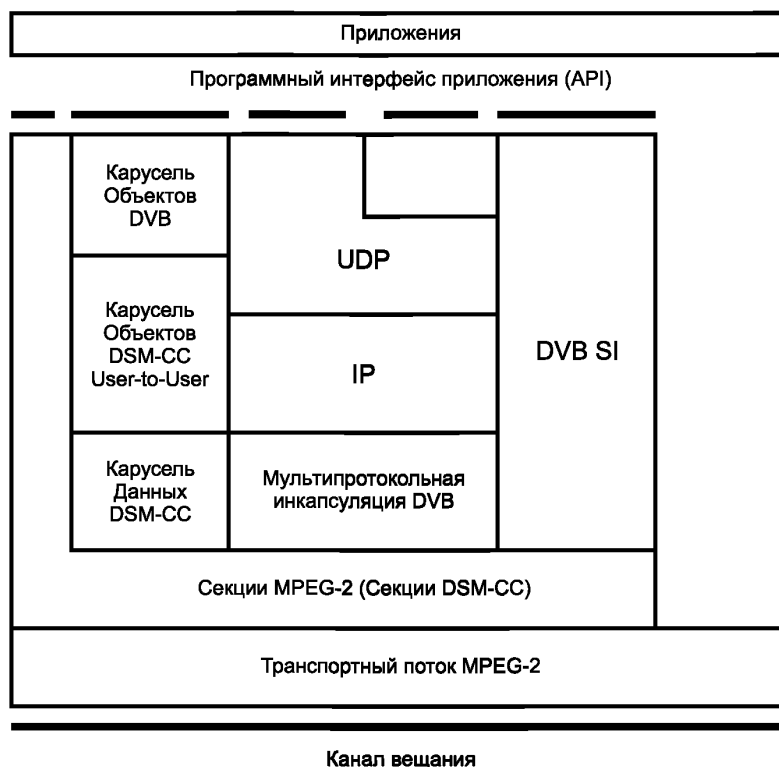 Приложения
Программный интерфейс приложения (API)
Карусель
Объектов
DVB
UDP
Карусель
Объектов
DSM-CC
User-to-User
IP
DVB SI
Карусель
Данных
DSM-CC
Мультипротокольная
инкапсуляция DVB
Секции MPEG-2 (Секции DSM-CC)
Транспортный поток MPEG-2
Канал вещания